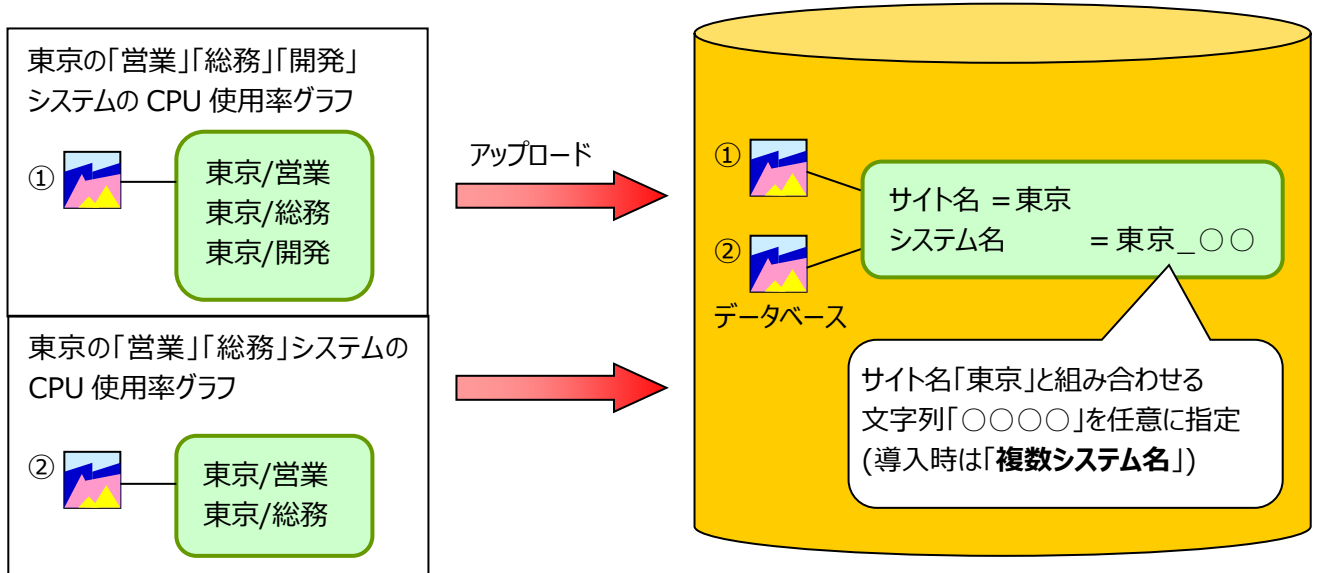 東京の「営業」「総務」「開発」
システムの CPU 使用率グラフ
①
東京/営業
東京/総務
東京/開発
東京の「営業」「総務」システムの
CPU 使用率グラフ
②
東京/営業
東京/総務
アップロード
①
②
データベース
サイト名 =東京
システム名 =東京_○○
サイト名「東京」と組み合わせる
文字列「○○○○」を任意に指定
(導入時は「複数システム名」)